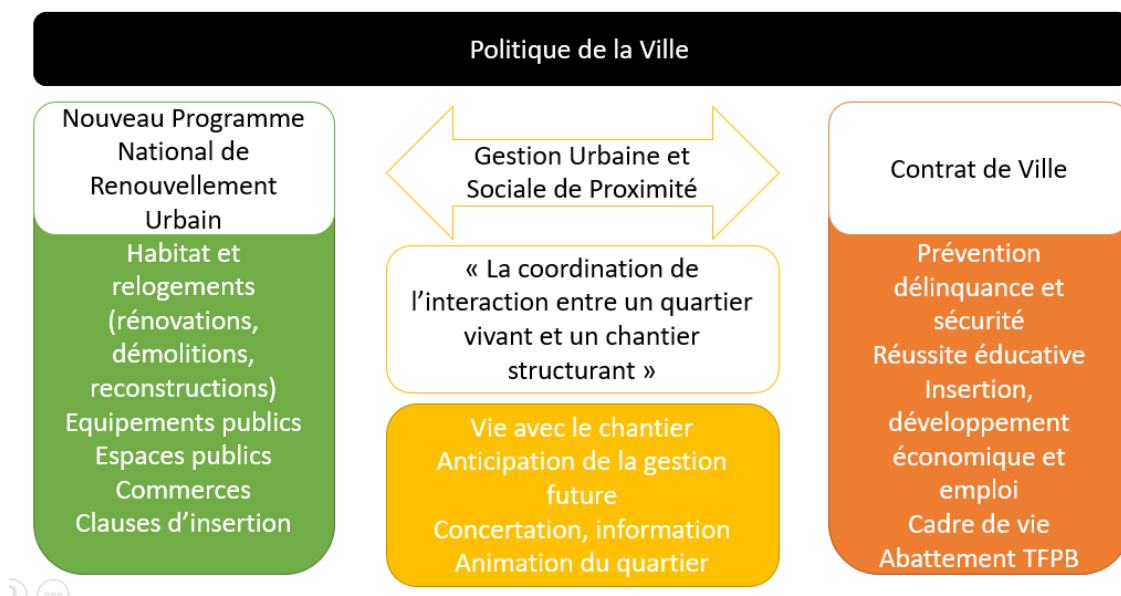 Politique de la Ville
Nouveau Programme
National de
Renouvellement
Urbain
Habitat et
relogements
(rénovations,
démolitions,
reconstructions)
Equipements publics
Espaces publics
Commerces
Clauses d’insertion
Gestion Urbaine et
Sociale de Proximité
« La coordination de
l’interaction entre un quartier
vivant et un chantier
structurant »
Vie avec le chantier
Anticipation de la gestion
future
Concertation, information
Animation du quartier
Contrat de Ville
Prévention
délinquance et
sécurité
Réussite éducative
Insertion,
développement
économique et
emploi
Cadre de vie
Abattement TFPB